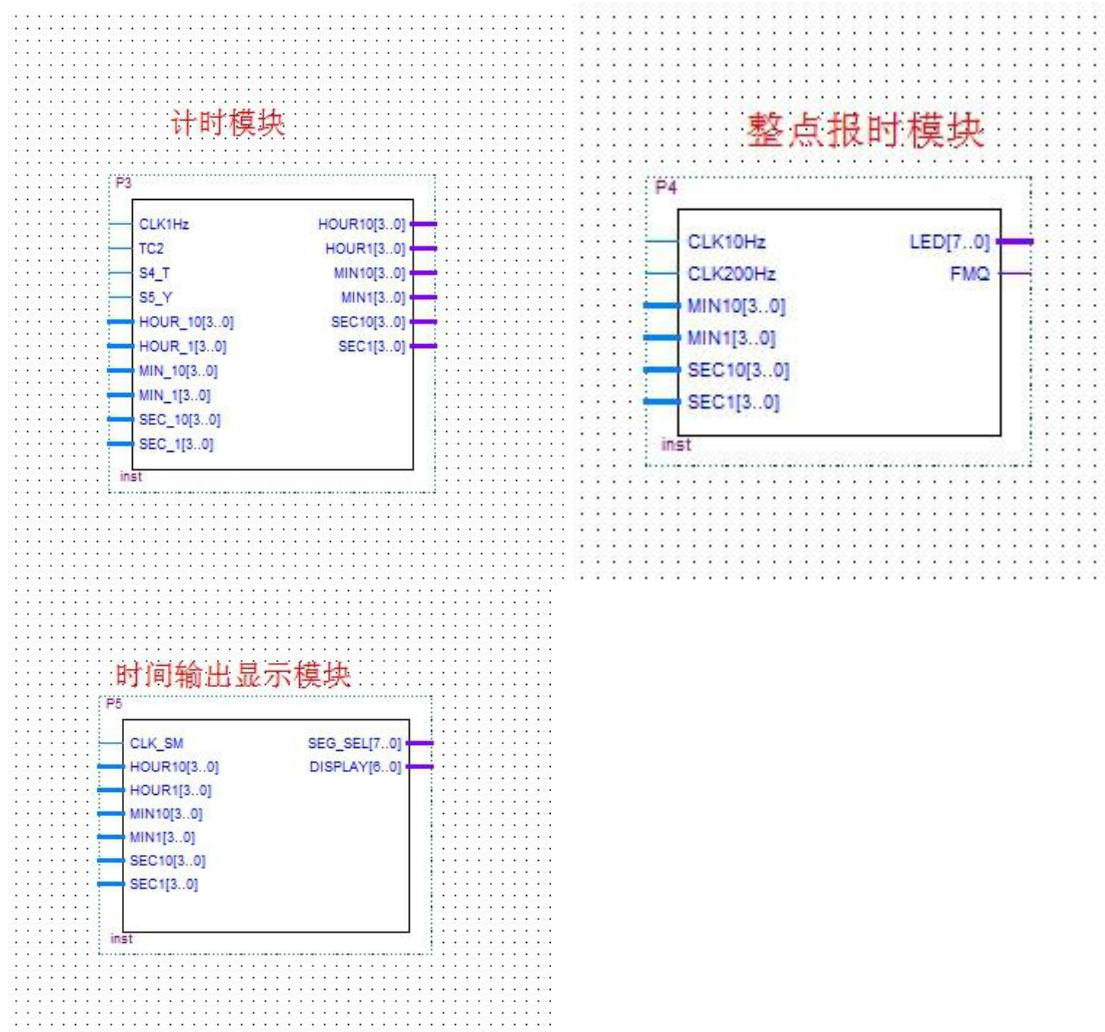 计时模块
P3
CLK1Hz HOUR10[3..0]
TC2 HOUR1[3..0]
S4_T MIN10[3..0]
S5_Y MIN1[3..0]
HOUR_10[3..0] SEC10[3..0]
HOUR_1[3..0] SEC1[3..0]
MIN_10[3..0]
MIN_1[3..0]
SEC_10[3..0]
SEC_1[3..0]
inst
整点报时模块
P4
CLK10Hz LED[7..0]
CLK200Hz FMQ
MIN10[3..0]
MIN1[3..0]
SEC10[3..0]
SEC1[3..0]
inst
时间输出显示模块
P5
CLK_SM SEG_SEL[7..0]
HOUR10[3..0] DISPLAY[6..0]
HOUR1[3..0]
MIN10[3..0]
MIN1[3..0]
SEC10[3..0]
SEC1[3..0]
inst